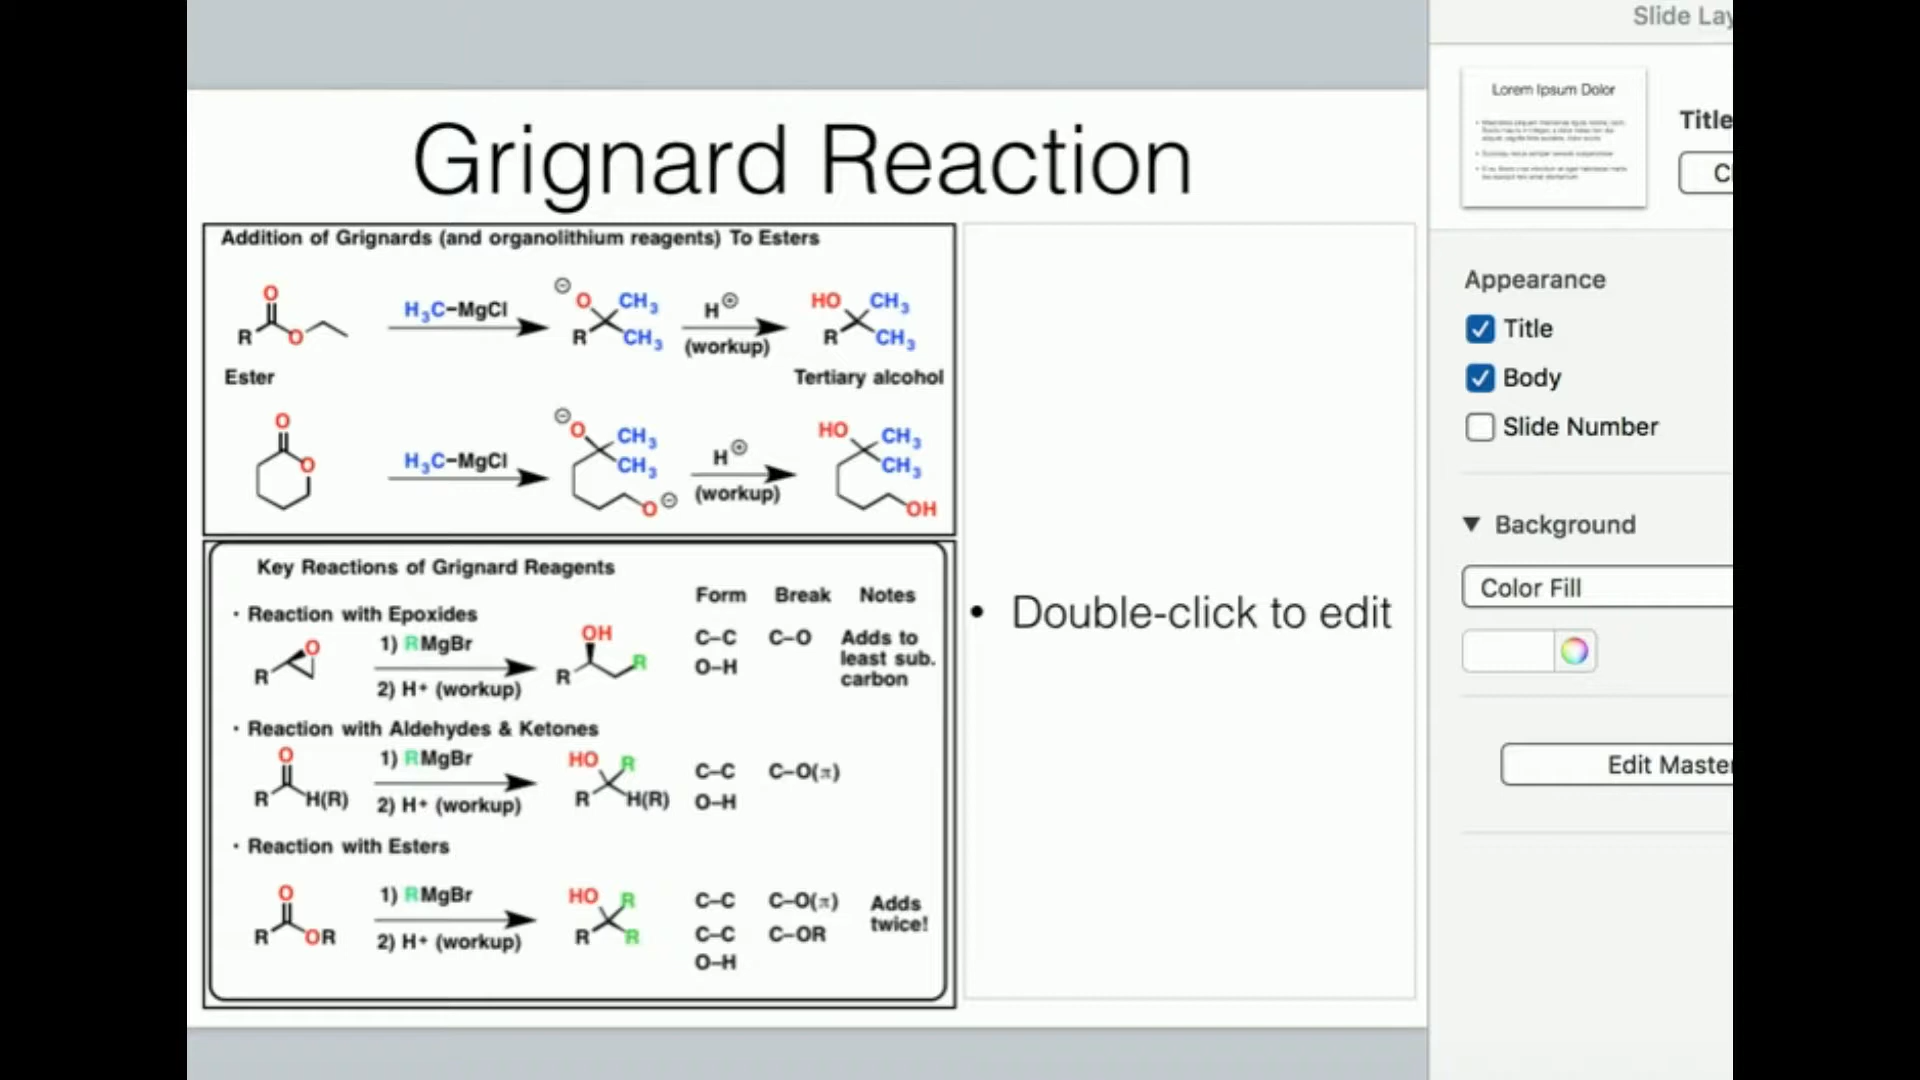 Slide Lay
Lorem Ipsum Dolor
Title
C
Grignard Reaction
Addition of Grignards (and organolithium reagents) To Esters
O
R
O
H₃C–MgCl
⊖
O
CH₃
R
CH₃
H⊕
(workup)
HO
CH₃
R
CH₃
Ester
Tertiary alcohol
O
O
H₃C–MgCl
⊖
O
CH₃
CH₃
O⊖
H⊕
(workup)
HO
CH₃
CH₃
OH
Key Reactions of Grignard Reagents
Form Break Notes
· Reaction with Epoxides
O
R
1) RMgBr
2) H+ (workup)
OH
R
R
C–C C–O
O–H
Adds to
least sub.
carbon
· Reaction with Aldehydes & Ketones
O
R
H(R)
1) RMgBr
2) H+ (workup)
HO
R
R
H(R)
C–C C–O(π)
O–H
· Reaction with Esters
O
R
OR
1) RMgBr
2) H+ (workup)
HO
R
R
R
C–C C–O(π)
C–C C–OR
O–H
Adds
twice!
• Double-click to edit
Appearance
Title
Body
Slide Number
Background
Color Fill
Edit Master